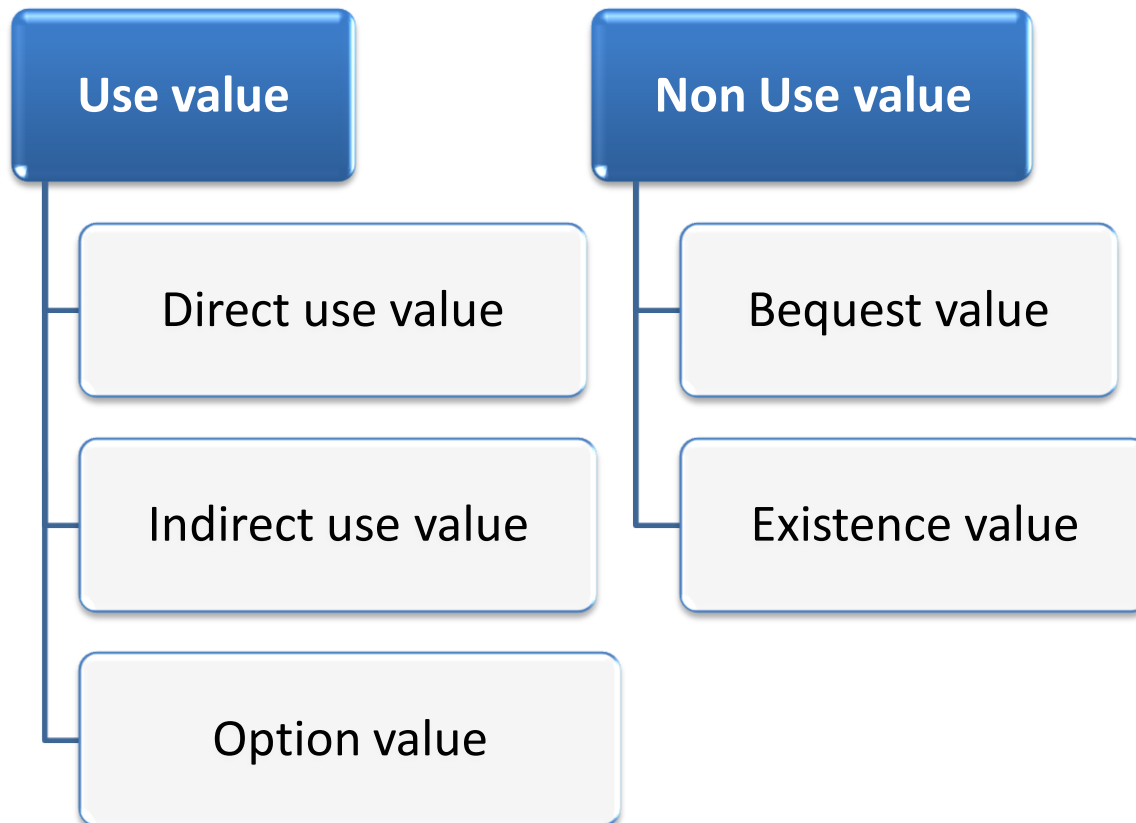 Use value
Direct use value
Indirect use value
Option value
Non Use value
Bequest value
Existence value